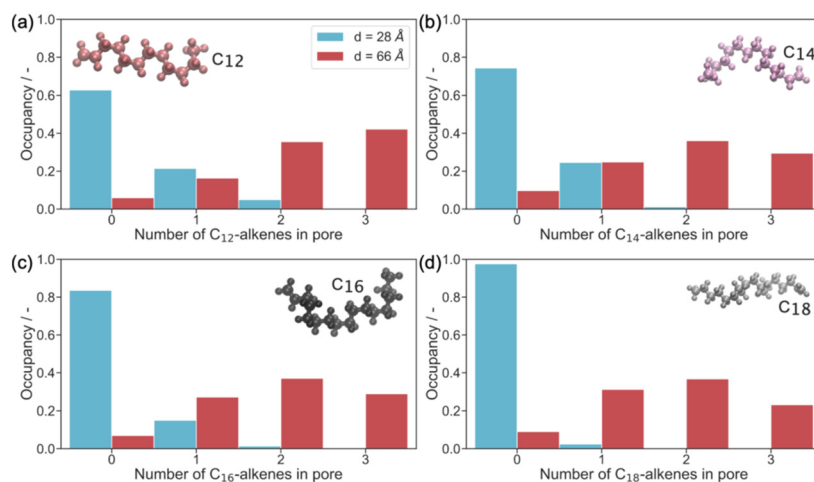 (a)
1.0
0.8
0.6
0.4
0.2
0.0
Occupancy / -
C12
d = 28 Å
d = 66 Å
0 1 2 3
Number of C12-alkenes in pore
(b)
1.0
0.8
0.6
0.4
0.2
0.0
Occupancy / -
C14
0 1 2 3
Number of C14-alkenes in pore
(c)
1.0
0.8
0.6
0.4
0.2
0.0
Occupancy / -
C16
0 1 2 3
Number of C16-alkenes in pore
(d)
1.0
0.8
0.6
0.4
0.2
0.0
Occupancy / -
C18
0 1 2 3
Number of C18-alkenes in pore